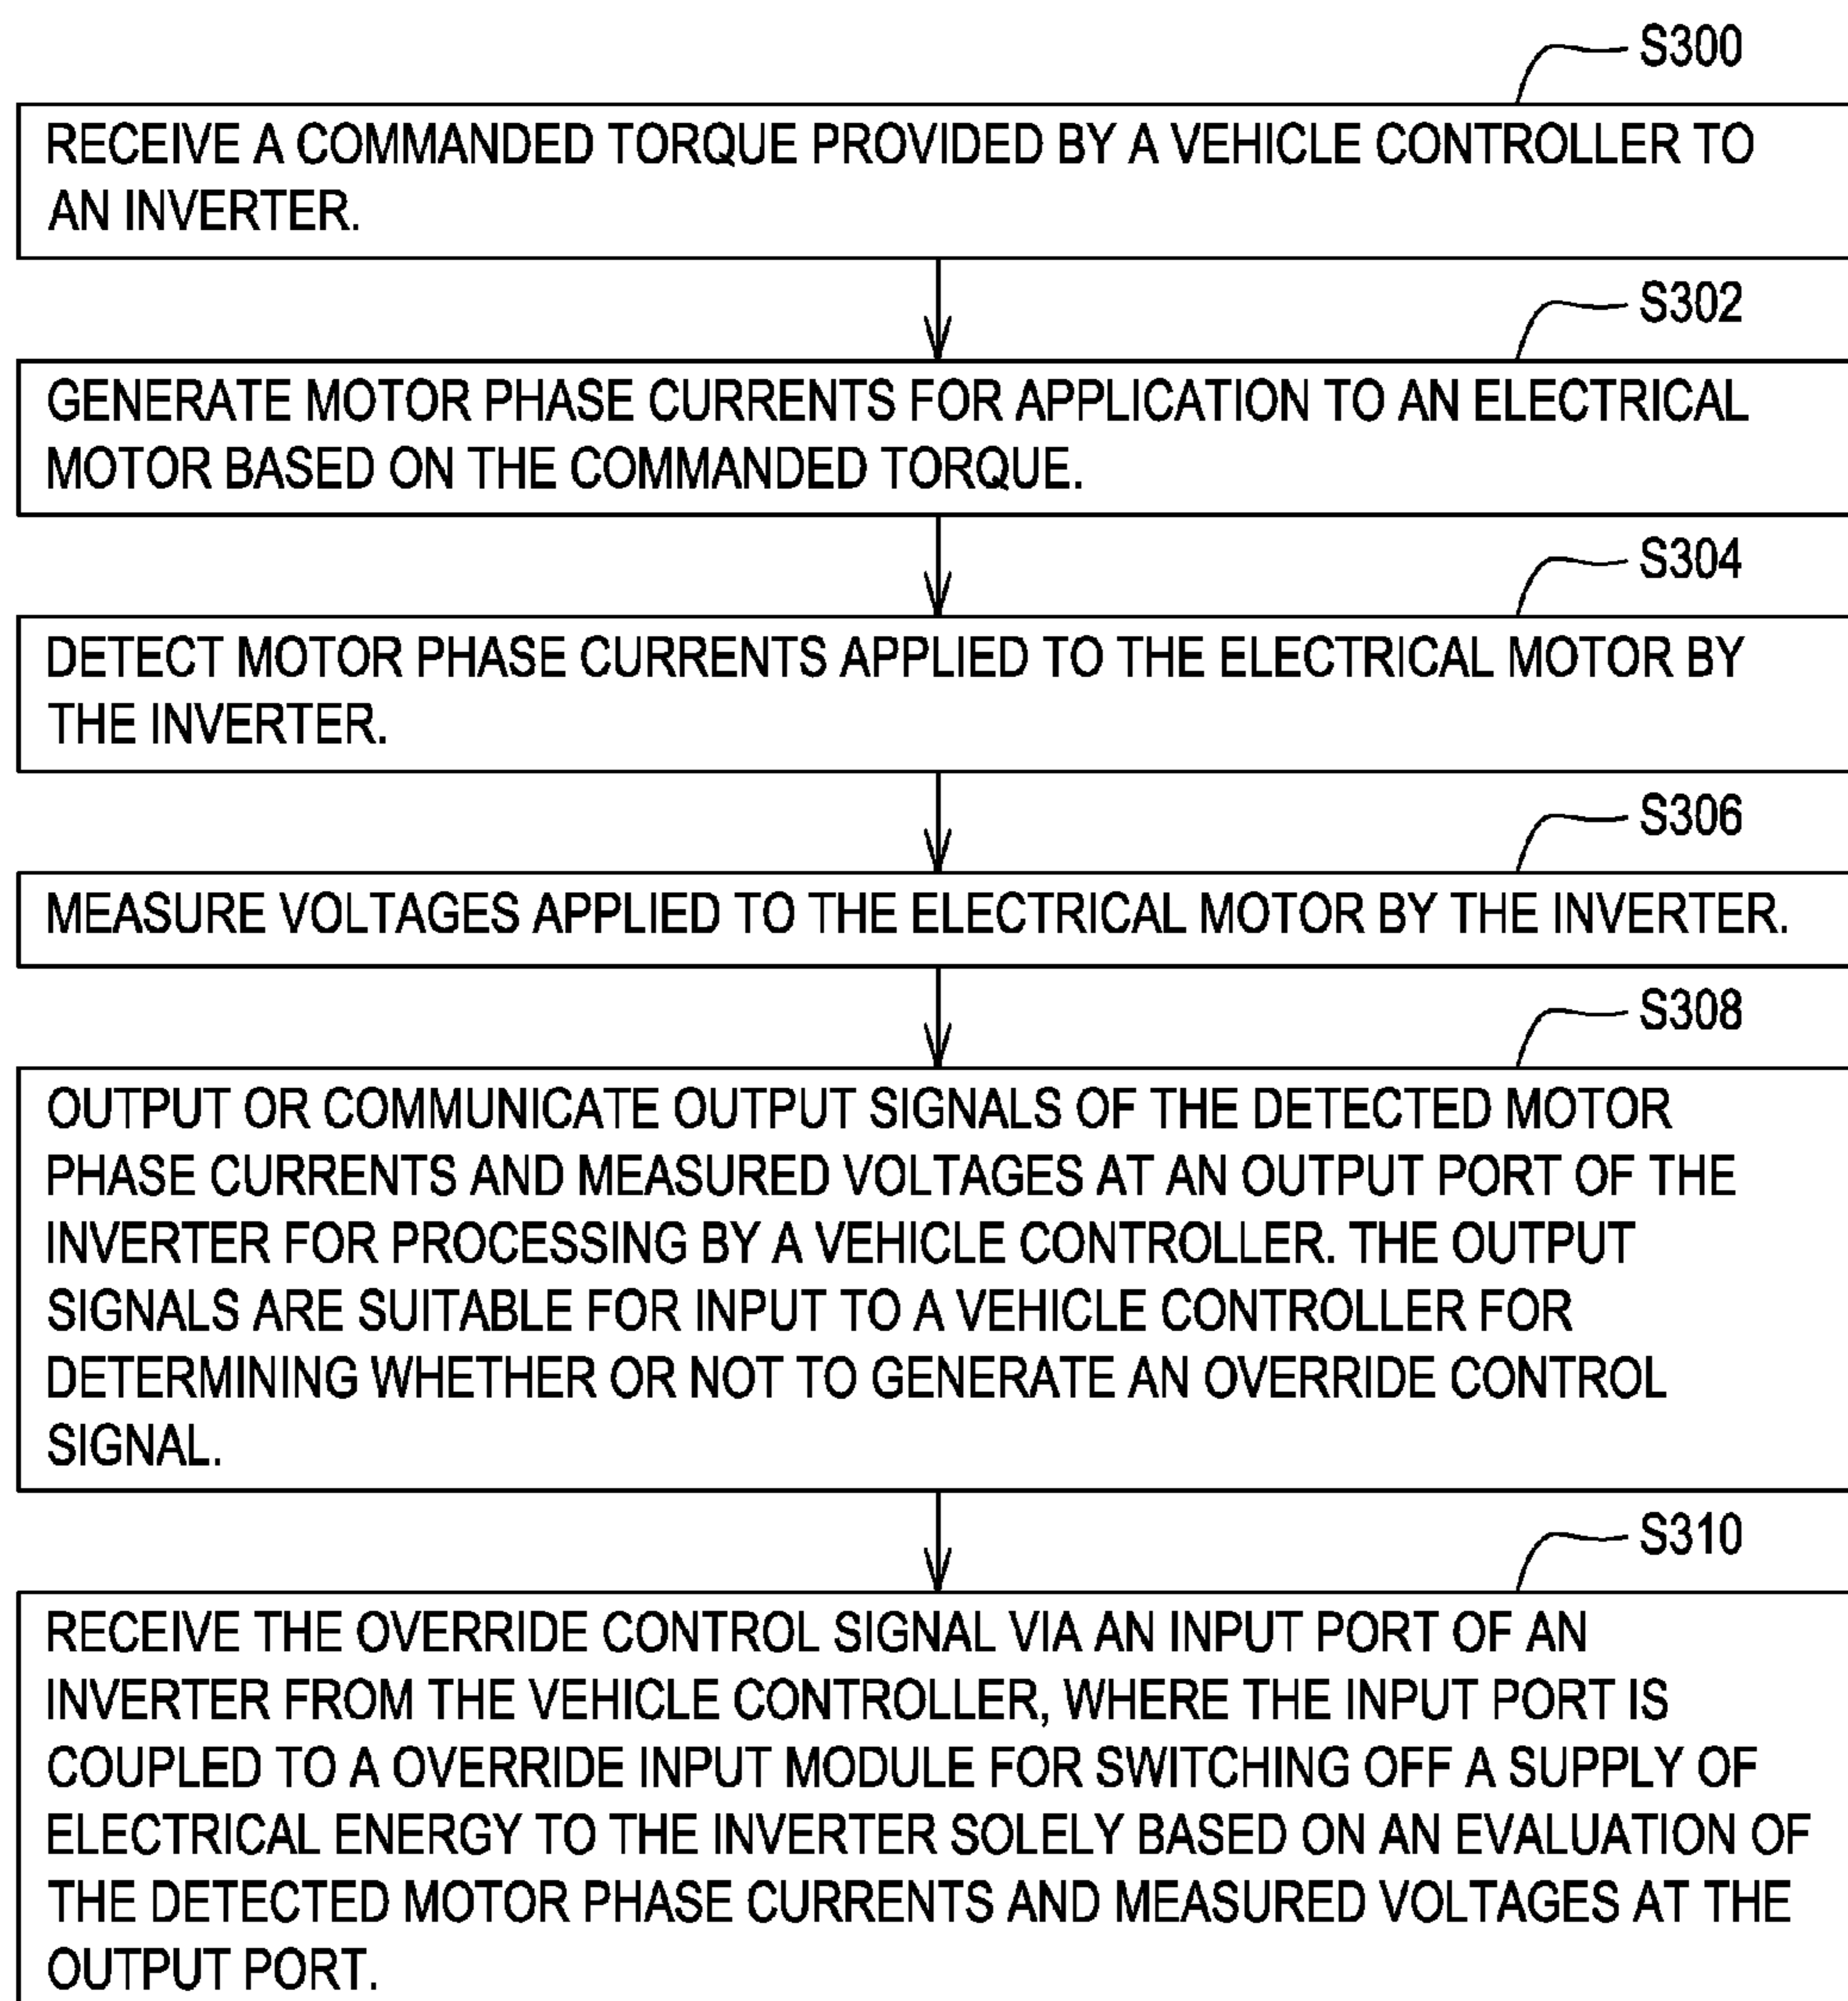 S300
RECEIVE A COMMANDED TORQUE PROVIDED BY A VEHICLE CONTROLLER TO
AN INVERTER.
S302
GENERATE MOTOR PHASE CURRENTS FOR APPLICATION TO AN ELECTRICAL
MOTOR BASED ON THE COMMANDED TORQUE.
S304
DETECT MOTOR PHASE CURRENTS APPLIED TO THE ELECTRICAL MOTOR BY
THE INVERTER.
S306
MEASURE VOLTAGES APPLIED TO THE ELECTRICAL MOTOR BY THE INVERTER.
S308
OUTPUT OR COMMUNICATE OUTPUT SIGNALS OF THE DETECTED MOTOR
PHASE CURRENTS AND MEASURED VOLTAGES AT AN OUTPUT PORT OF THE
INVERTER FOR PROCESSING BY A VEHICLE CONTROLLER. THE OUTPUT
SIGNALS ARE SUITABLE FOR INPUT TO A VEHICLE CONTROLLER FOR
DETERMINING WHETHER OR NOT TO GENERATE AN OVERRIDE CONTROL
SIGNAL.
S310
RECEIVE THE OVERRIDE CONTROL SIGNAL VIA AN INPUT PORT OF AN
INVERTER FROM THE VEHICLE CONTROLLER, WHERE THE INPUT PORT IS
COUPLED TO A OVERRIDE INPUT MODULE FOR SWITCHING OFF A SUPPLY OF
ELECTRICAL ENERGY TO THE INVERTER SOLELY BASED ON AN EVALUATION OF
THE DETECTED MOTOR PHASE CURRENTS AND MEASURED VOLTAGES AT THE
OUTPUT PORT.